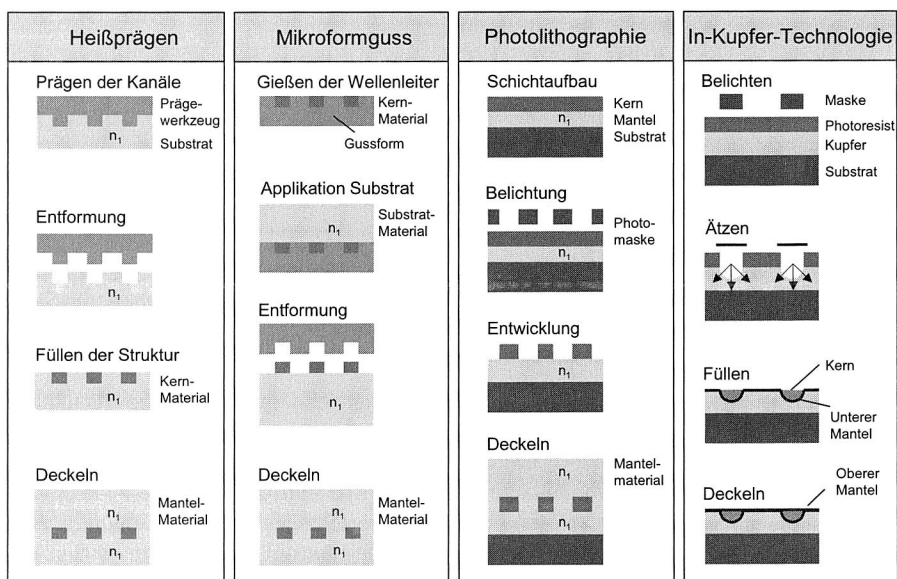 Heißprägen
Prägen der Kanäle
Präge-
werkzeug
n1
Substrat
Entformung
n1
Füllen der Struktur
Kern-
Material
n1
Deckeln
Mantel-
Material
n1
n1
Mikroformguss
Gießen der Wellenleiter
Kern-
Material
Gussform
Applikation Substrat
Substrat-
Material
n1
Entformung
n1
Deckeln
Mantel-
Material
n1
n1
Photolithographie
Schichtaufbau
Kern
Mantel
n1
Substrat
Belichtung
Photo-
maske
n1
Entwicklung
n1
Deckeln
Mantel-
material
n1
n1
In-Kupfer-Technologie
Belichten
Maske
Photoresist
Kupfer
Substrat
Ätzen
Füllen
Kern
Unterer
Mantel
Deckeln
Oberer
Mantel